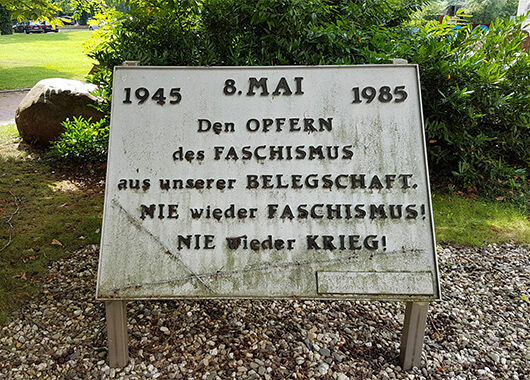 1945 8. MAI 1985
Den OPFERN
des FASCHISMUS
aus unserer BELEGSCHAFT.
NIE wieder FASCHISMUS!
NIE wieder KRIEG!